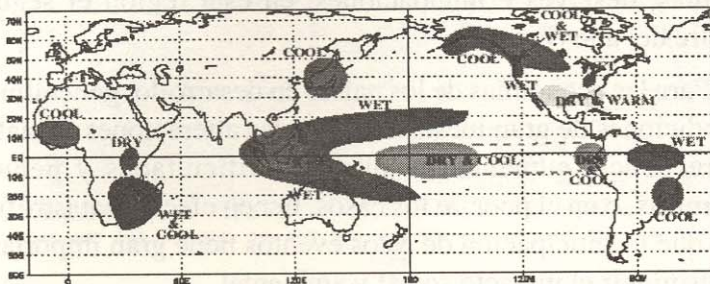 70N
60N
50N
40N
30N
20N
10N
EQ
10S
20S
30S
40S
50S
60S
0
60E
120E
180
120W
60W
COOL
DRY
WET
&
COOL
COOL
WET
WET
DRY & COOL
COOL
&
WET
COOL
WET
WET
DRY & WARM
DRY
&
COOL
WET
COOL